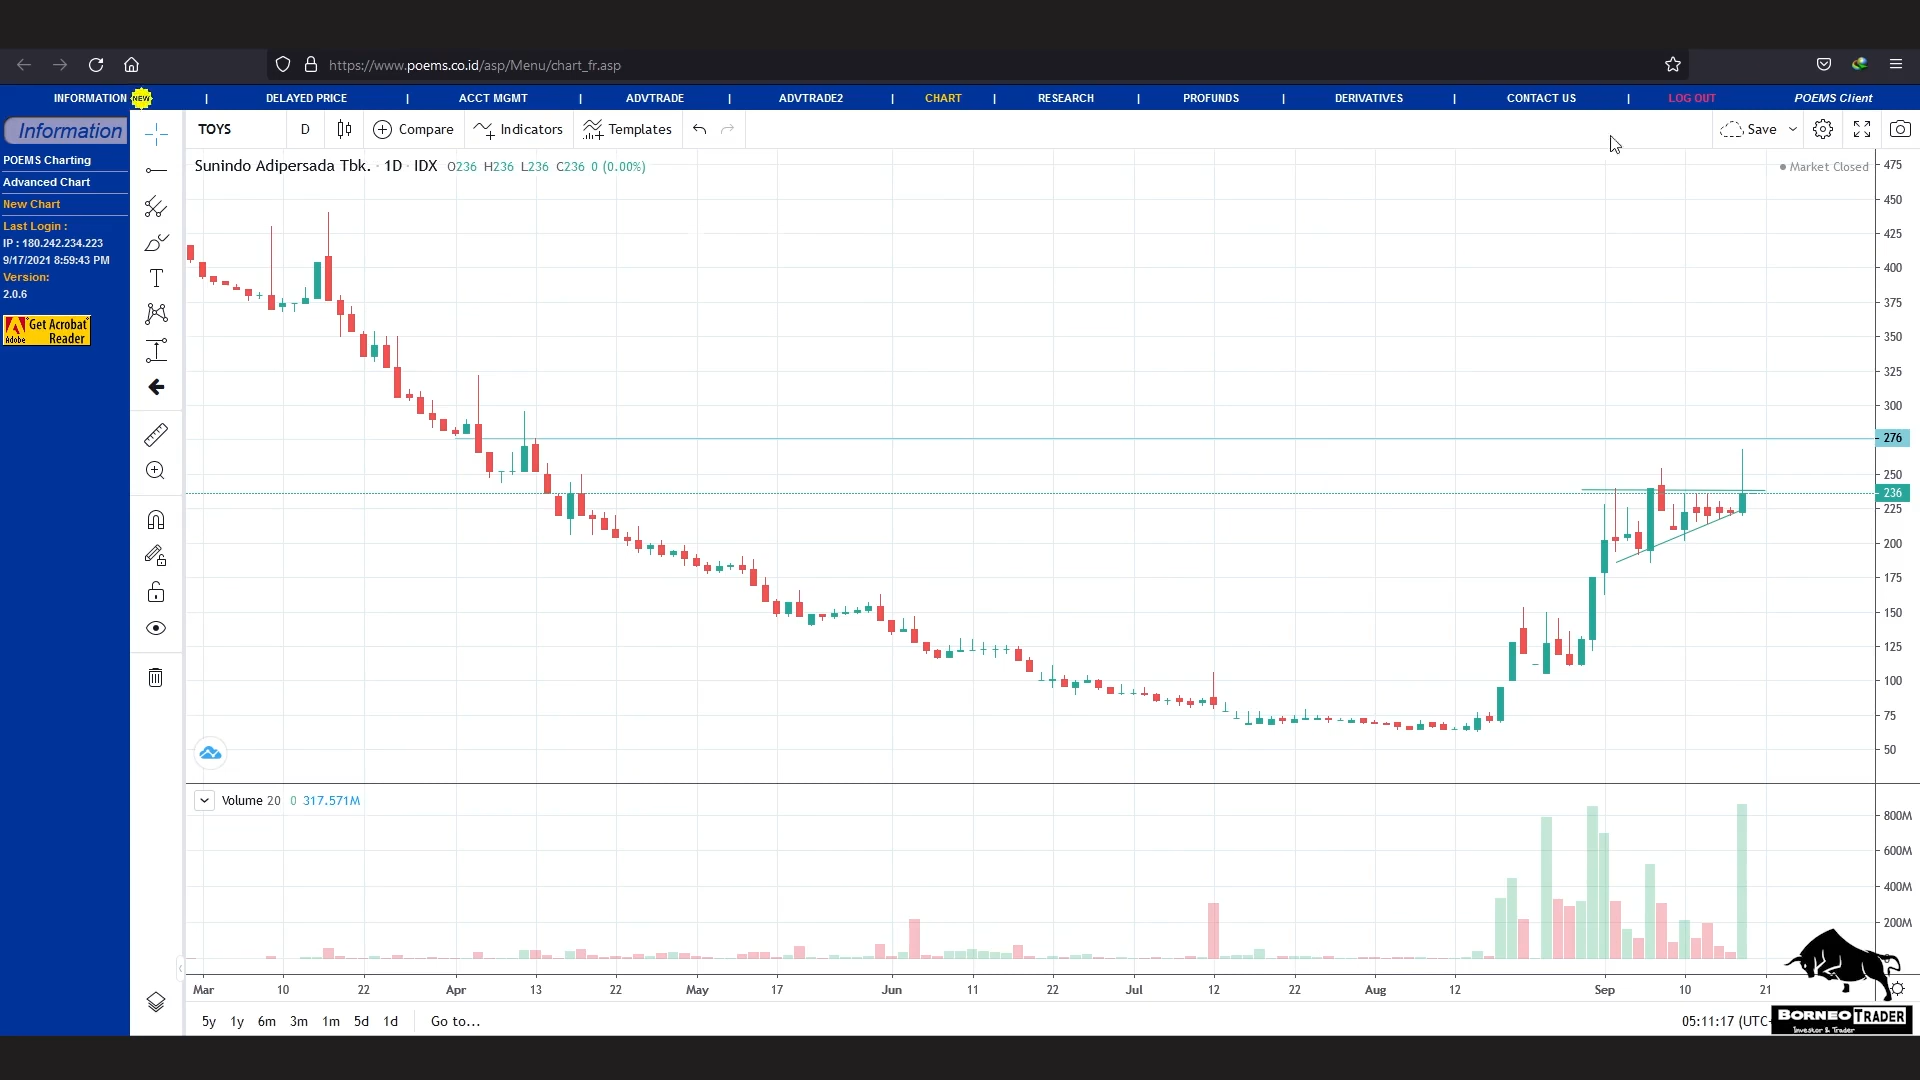 https://www.poems.co.id/asp/Menu/chart_fr.asp
INFORMATION NEW | DELAYED PRICE | ACCT MGMT | ADVTRADE | ADVTRADE2 | CHART | RESEARCH | PROFUNDS | DERIVATIVES | CONTACT US | LOG OUT POEMS Client
Information
POEMS Charting
Advanced Chart
New Chart
Last Login :
IP : 180.242.234.223
9/17/2021 8:59:43 PM
Version:
2.0.6
Get Acrobat
Adobe Reader
TOYS D Compare Indicators Templates Save
Sunindo Adipersada Tbk. · 1D · IDX O236 H236 L236 C236 0 (0.00%)
Market Closed
475
450
425
400
375
350
325
300
276
250
236
225
200
175
150
125
100
75
50
Volume 20 0 317.571M
800M
600M
400M
200M
Mar 10 22 Apr 13 22 May 17 Jun 11 22 Jul 12 22 Aug 12 Sep 10 21
5y 1y 6m 3m 1m 5d 1d Go to...
05:11:17 (UTC
BORNEO TRADER
Investor & Trader